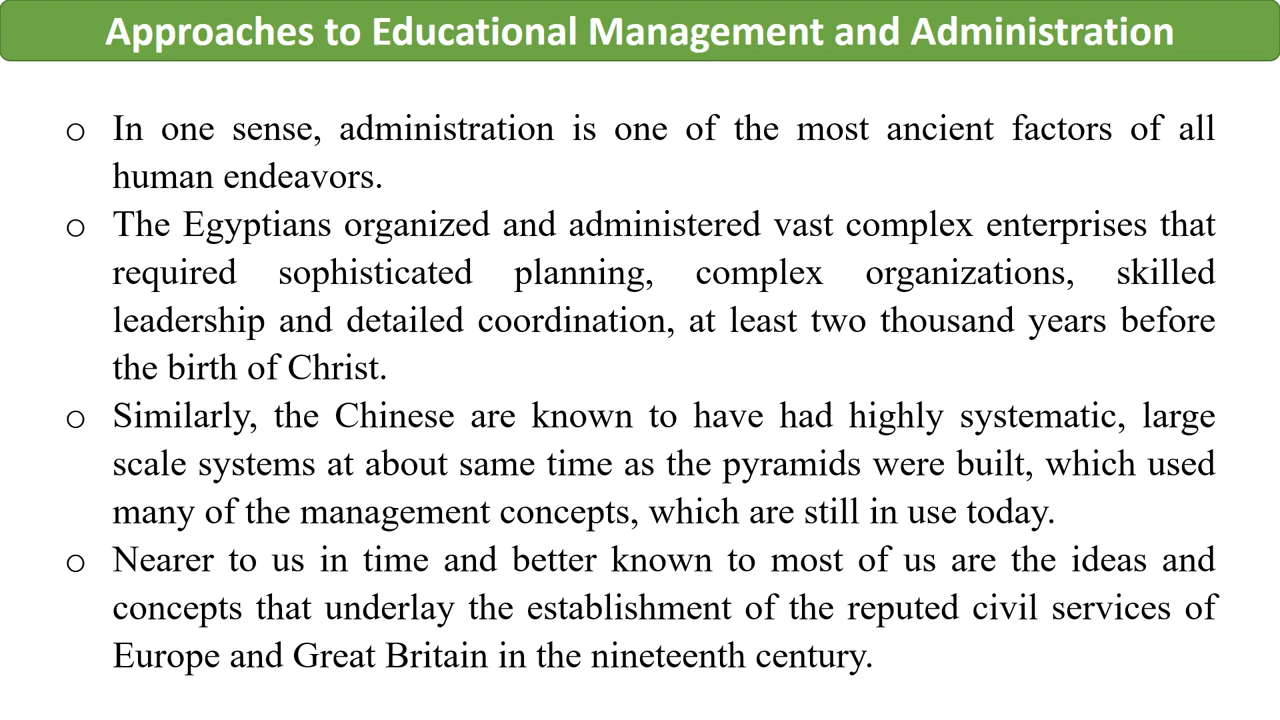 Approaches to Educational Management and Administration
o In one sense, administration is one of the most ancient factors of all
human endeavors.
o The Egyptians organized and administered vast complex enterprises that
required sophisticated planning, complex organizations, skilled
leadership and detailed coordination, at least two thousand years before
the birth of Christ.
o Similarly, the Chinese are known to have had highly systematic, large
scale systems at about same time as the pyramids were built, which used
many of the management concepts, which are still in use today.
o Nearer to us in time and better known to most of us are the ideas and
concepts that underlay the establishment of the reputed civil services of
Europe and Great Britain in the nineteenth century.